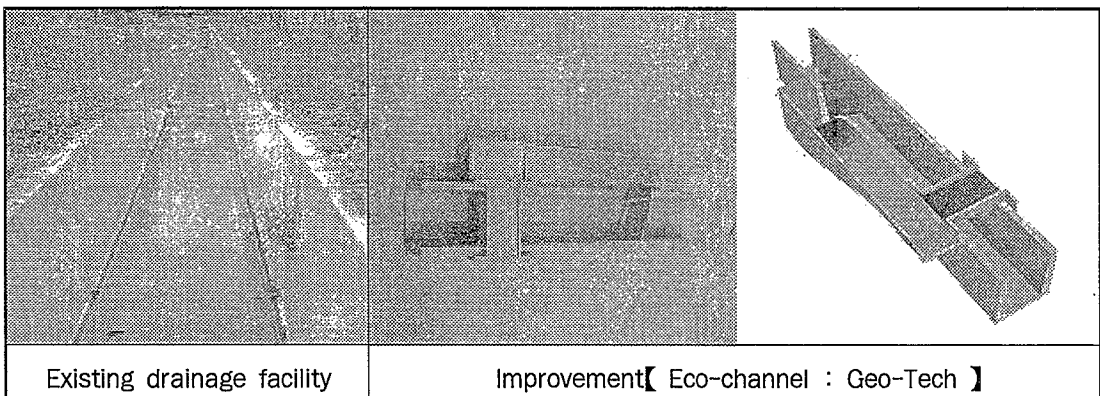 Existing drainage facility
Improvement【 Eco-channel : Geo-Tech 】